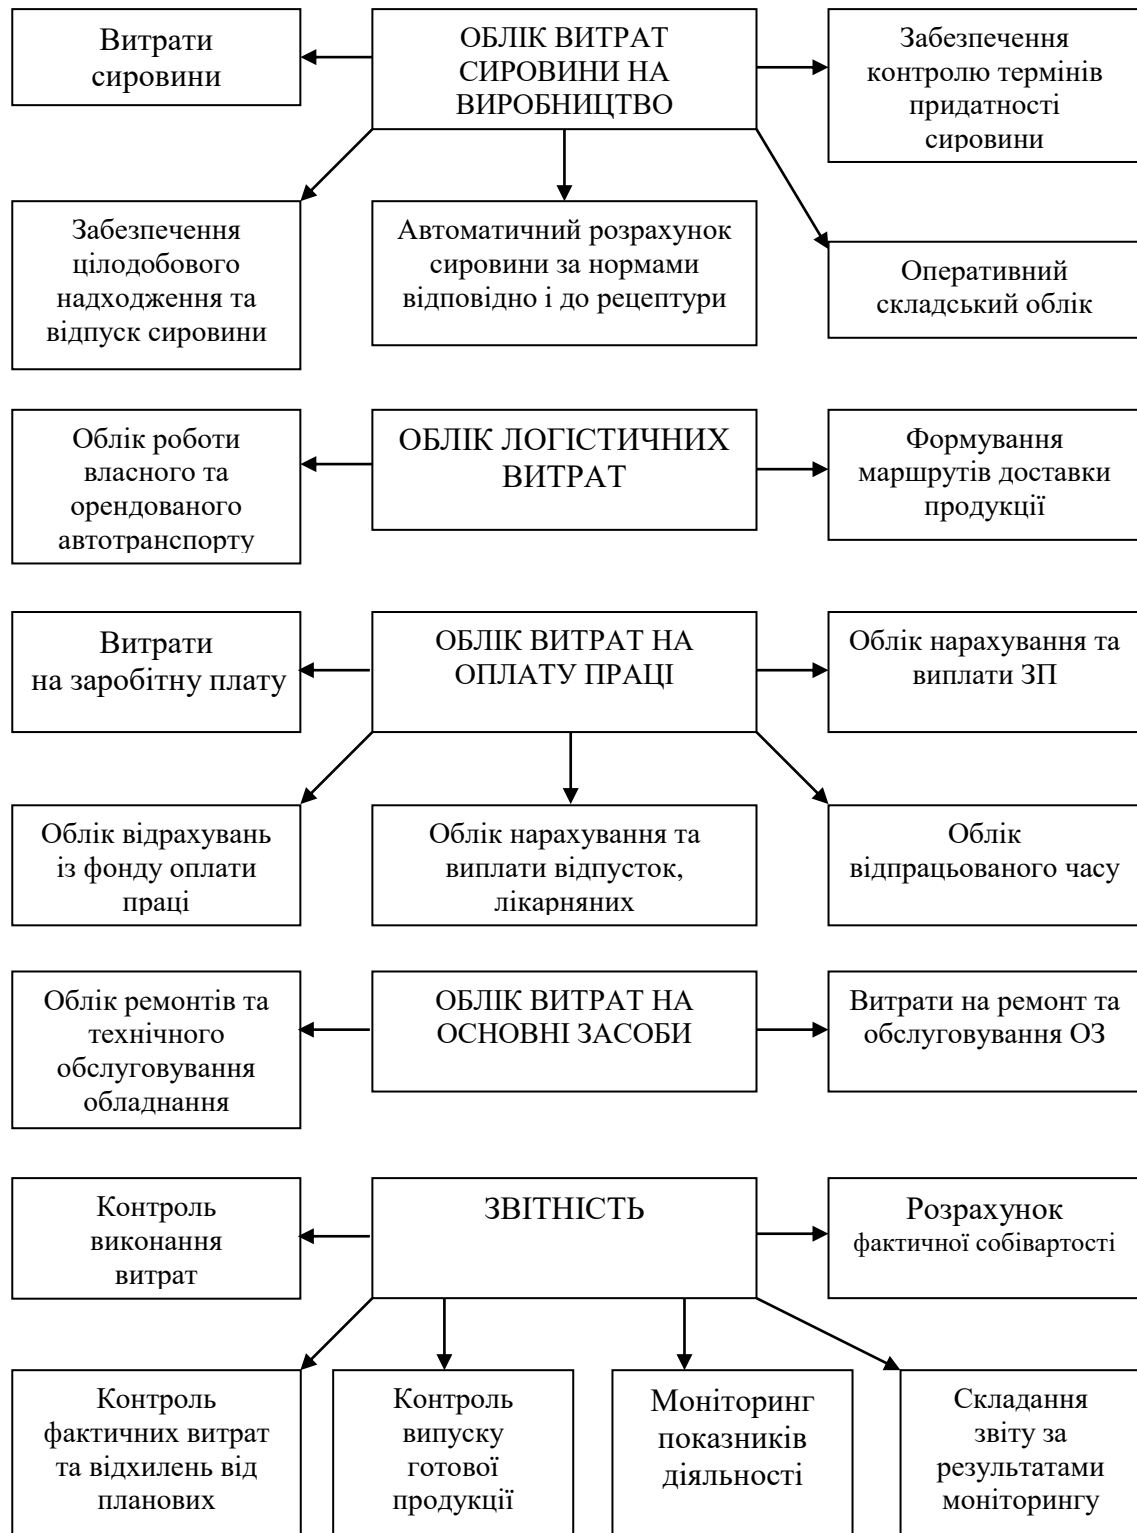 Витрати
сировини
ОБЛІК ВИТРАТ
СИРОВИНИ НА
ВИРОБНИЦТВО
Забезпечення
контролю термінів
придатності
сировини
Забезпечення
цілодобового
надходження та
відпуск сировини
Автоматичний розрахунок
сировини за нормами
відповідно і до рецептури
Оперативний
складський облік
Облік роботи
власного та
орендованого
автотранспорту
ОБЛІК ЛОГІСТИЧНИХ
ВИТРАТ
Формування
маршрутів доставки
продукції
Витрати
на заробітну плату
ОБЛІК ВИТРАТ НА
ОПЛАТУ ПРАЦІ
Облік нарахування та
виплати ЗП
Облік відрахувань
із фонду оплати
праці
Облік нарахування та
виплати відпусток,
лікарняних
Облік
відпрацьованого часу
Облік ремонтів та
технічного
обслуговування
обладнання
ОБЛІК ВИТРАТ НА
ОСНОВНІ ЗАСОБИ
Витрати на ремонт та
обслуговування ОЗ
Контроль
виконання
витрат
ЗВІТНІСТЬ
Розрахунок
фактичної собівартості
Контроль
фактичних витрат
та відхилень від
планових
Контроль
випуску
готової
продукції
Моніторинг
показників
діяльності
Складання
звіту за
результатами
моніторингу